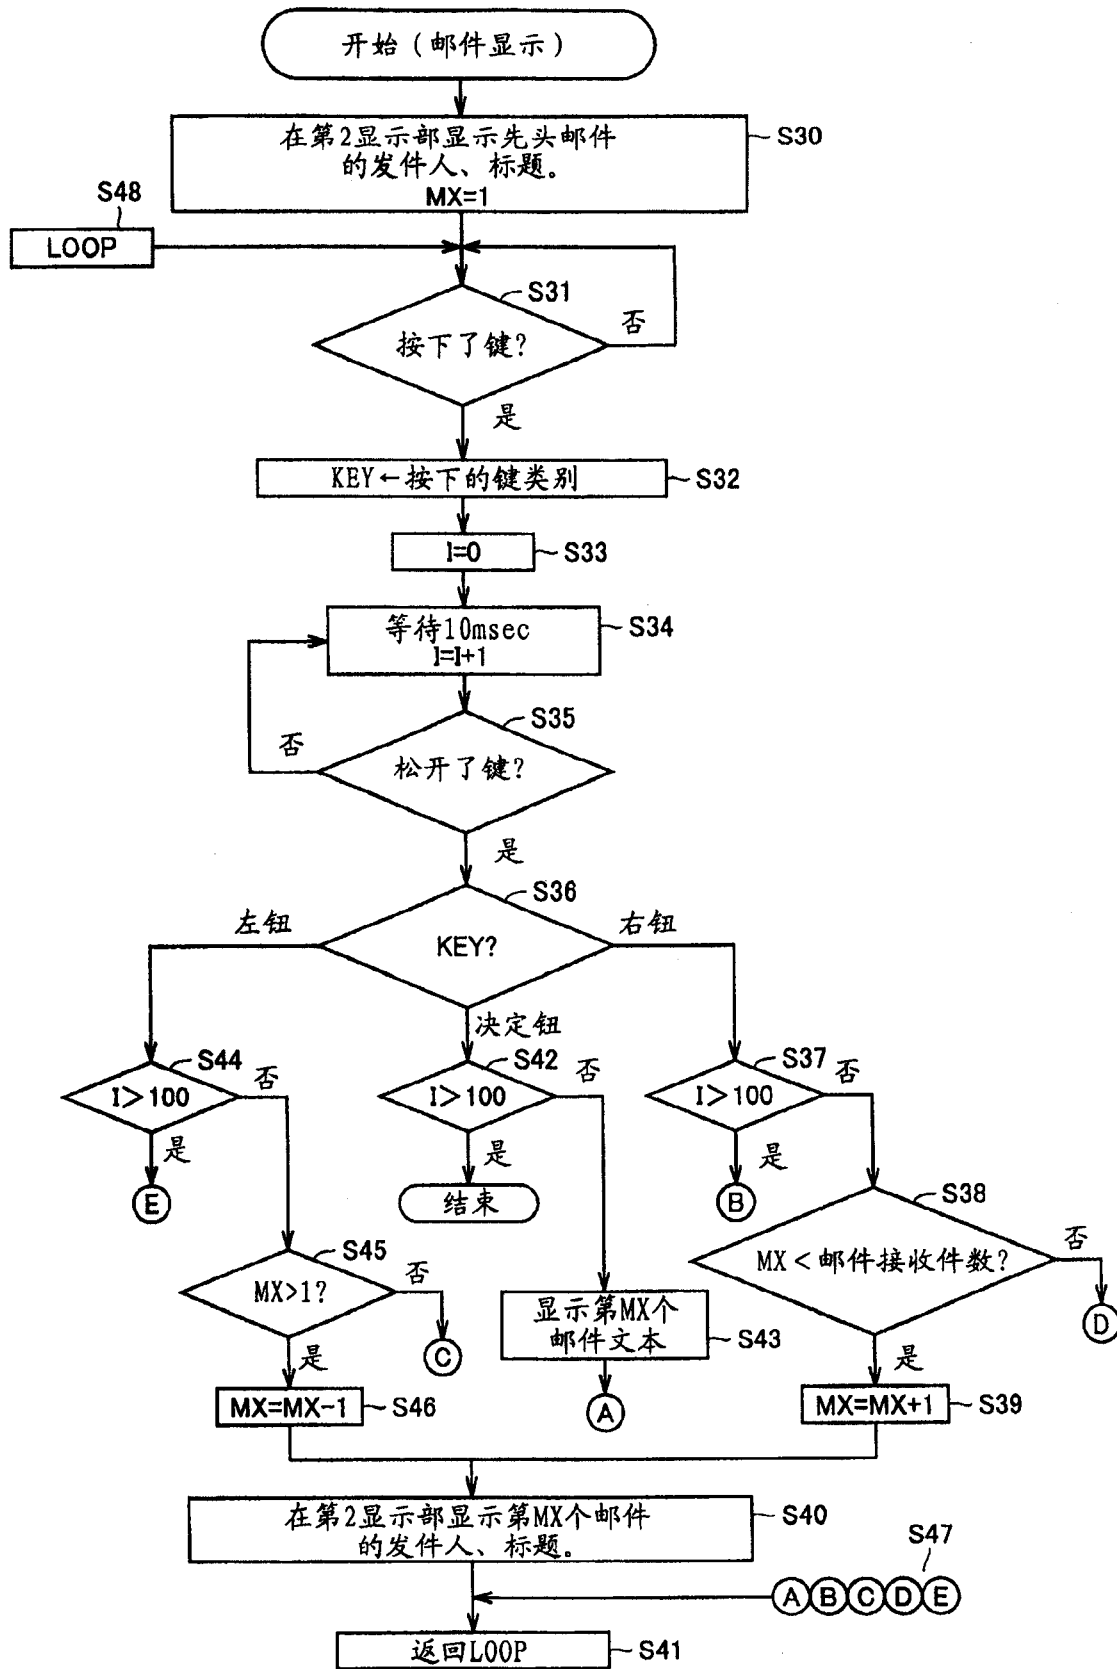 开始(邮件显示)
在第2显示部显示先头邮件
的发件人、标题。
MX=1
S30
S48
LOOP
S31
按下了键?
否
是
KEY←按下的键类别
S32
I=0
S33
等待10msec
I=I+1
S34
S35
否
松开了键?
是
S36
左钮
KEY?
右钮
决定钮
S44
I>100
否
是
E
S42
I>100
否
是
结束
S37
I>100
否
是
B
S38
MX<邮件接收件数?
否
D
是
S45
MX>1?
否
C
是
显示第MX个
邮件文本
S43
A
MX=MX-1
S46
MX=MX+1
S39
在第2显示部显示第MX个邮件
的发件人、标题。
S40
S47
A B C D E
返回LOOP
S41